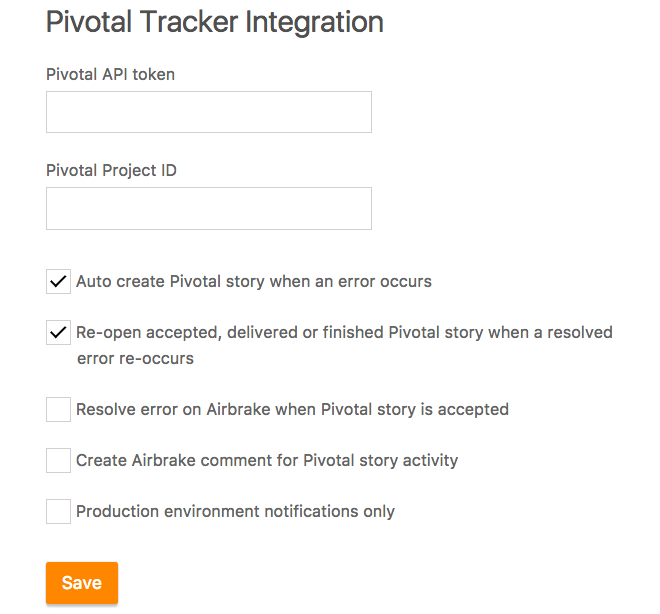 Pivotal Tracker Integration
Pivotal API token
Pivotal Project ID
Auto create Pivotal story when an error occurs
Re-open accepted, delivered or finished Pivotal story when a resolved
error re-occurs
Resolve error on Airbrake when Pivotal story is accepted
Create Airbrake comment for Pivotal story activity
Production environment notifications only
Save